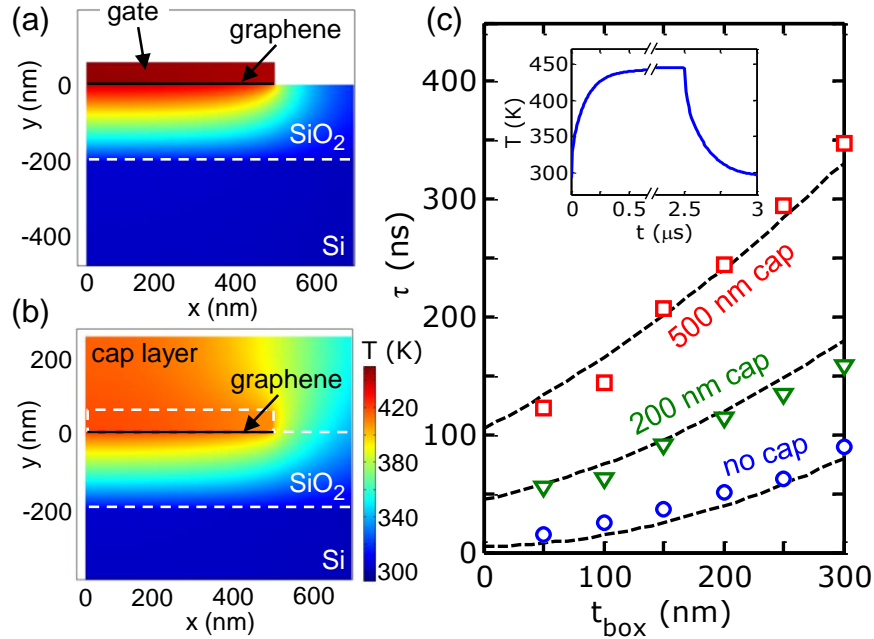 (a)
gate
graphene
0
-200
-400
y (nm)
SiO2
Si
0 200 400 600
x (nm)
(b)
cap layer
graphene
200
0
-200
y (nm)
SiO2
Si
0 200 400 600
x (nm)
T (K)
420
380
340
300
(c)
400
300
200
100
0
τ (ns)
0 100 200 300
tbox (nm)
500 nm cap
200 nm cap
no cap
450
400
350
300
T (K)
0 0.5 2.5 3
t (μs)